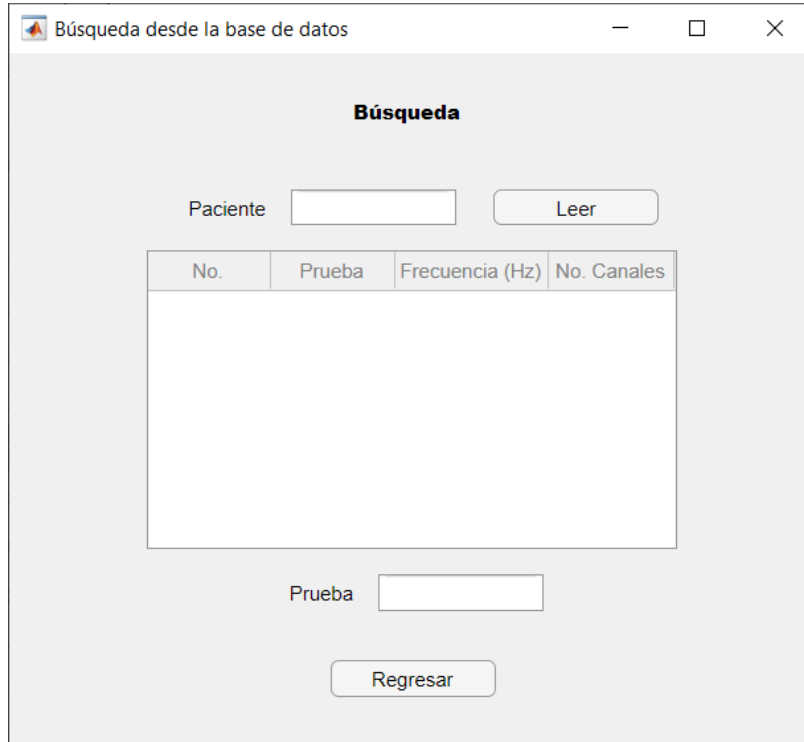 Búsqueda desde la base de datos
Búsqueda
Paciente Leer
No. Prueba Frecuencia (Hz) No. Canales
Prueba
Regresar